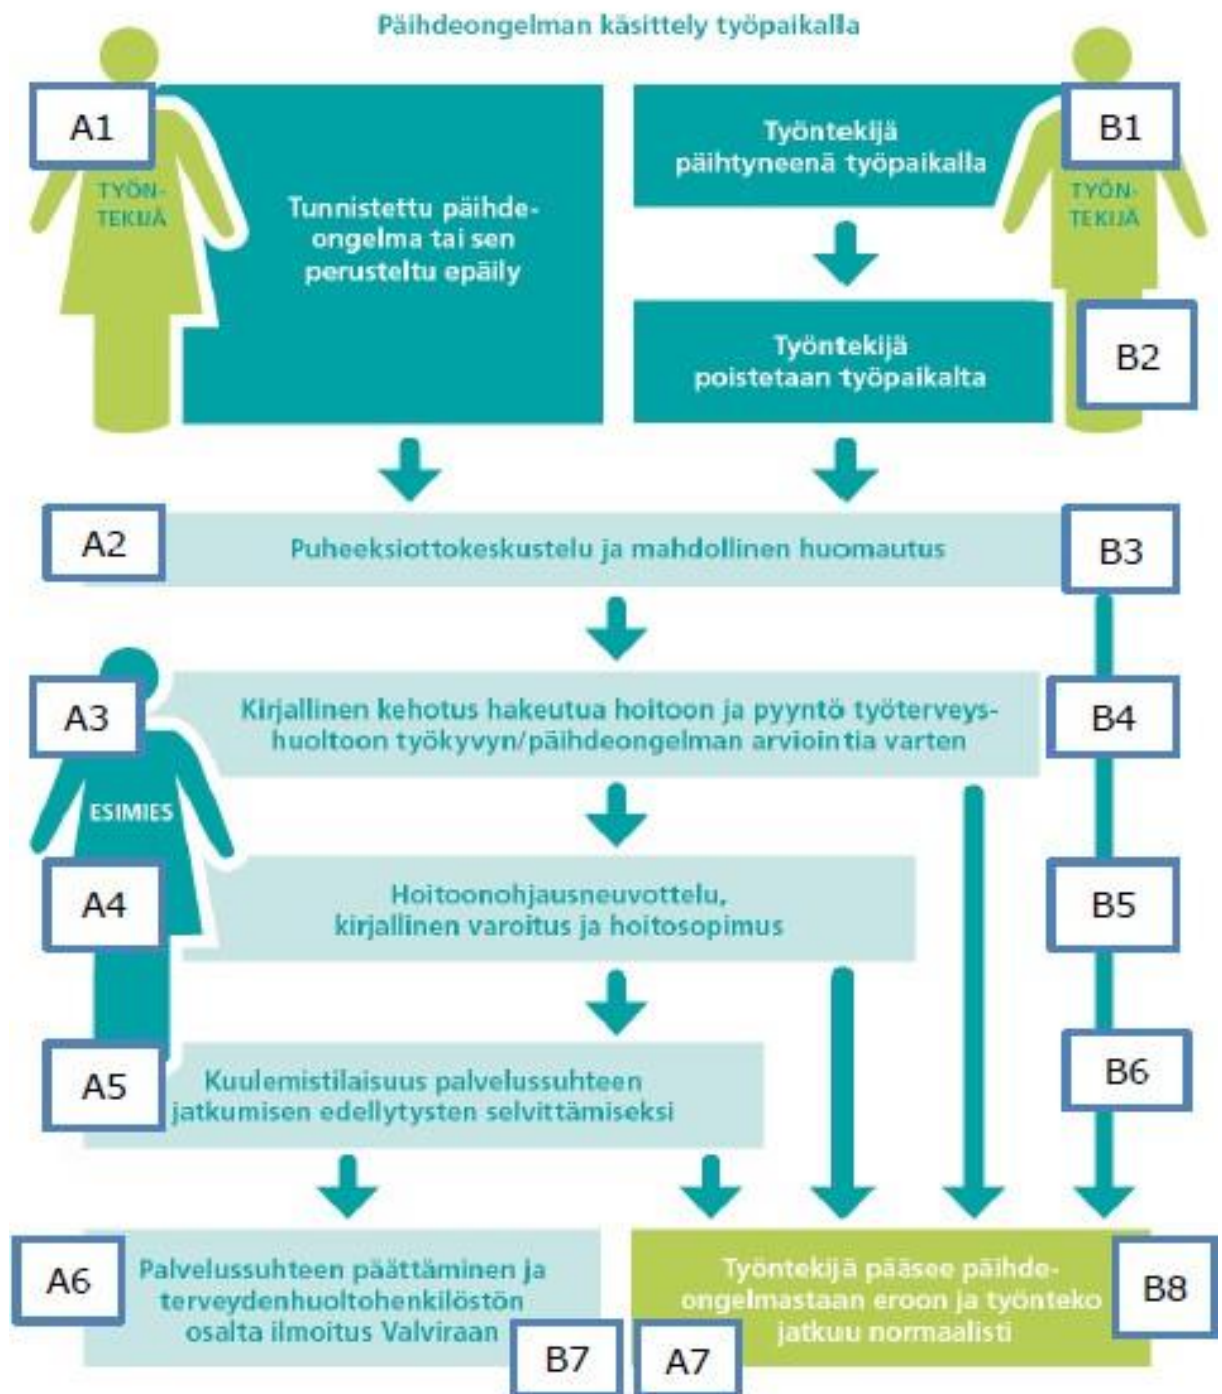 Päihdeongelman käsittely työpaikalla
A1
TYÖN-
TEKIJÄ
Tunnistettu päihde-
ongelma tai sen
perusteltu epäily
Työntekijä
päihtyneenä työpaikalla
B1
TYÖN-
TEKIJÄ
Työntekijä
poistetaan työpaikalta
B2
A2
Puheeksiottokeskustelu ja mahdollinen huomautus
B3
A3
Kirjallinen kehotus hakeutua hoitoon ja pyyntö työterveys-
huoltoon työkyvyn/päihdeongelman arviointia varten
B4
ESIMIES
A4
Hoitoonohjausneuvottelu,
kirjallinen varoitus ja hoitosopimus
B5
A5
Kuulemistilaisuus palvelussuhteen
jatkumisen edellytysten selvittämiseksi
B6
A6
Palvelussuhteen päättäminen ja
terveydenhuoltohenkilöstön
osalta ilmoitus Valviraan
B7
A7
Työntekijä pääsee päihde-
ongelmastaan eroon ja työnteko
jatkuu normaalisti
B8